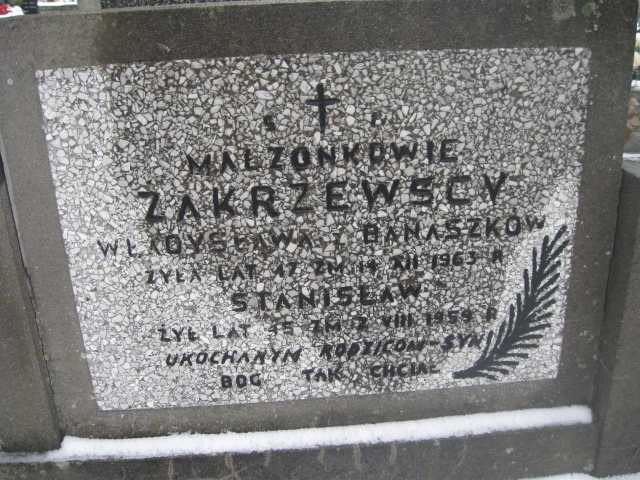 Ś P
MAŁŻONKOWIE
ZAKRZEWSCY
WŁADYSŁAWA Z BANASZKÓW
ŻYŁA LAT 47 ZM 14 XII 1963 R
STANISŁAW
ŻYŁ LAT 45 ZM 2 VIII 1959 R
UKOCHANYM RODZICOM - SYN
BÓG TAK CHCIAŁ